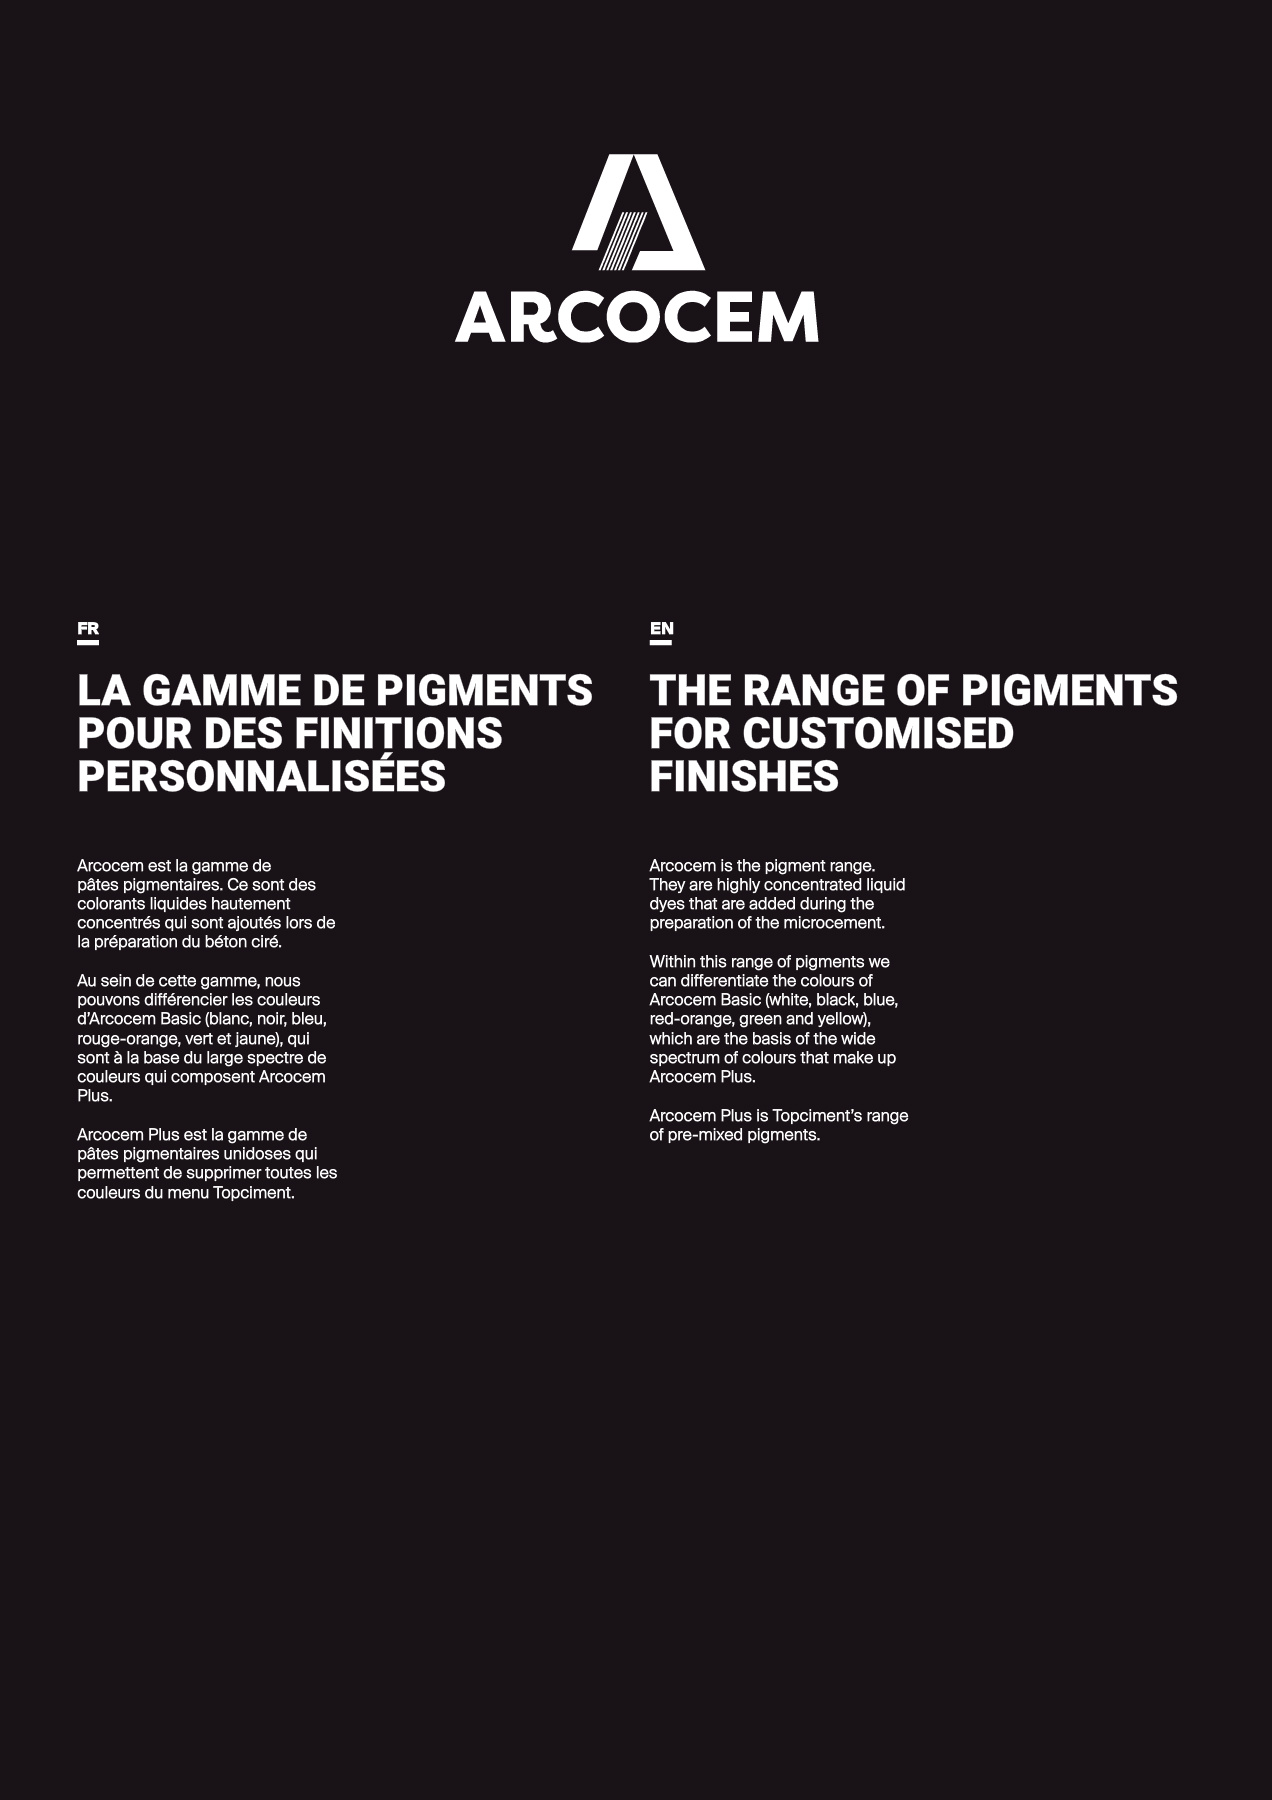 ARCOCEM
FR
LA GAMME DE PIGMENTS
POUR DES FINITIONS
PERSONNALISÉES
Arcocem est la gamme de
pâtes pigmentaires. Ce sont des
colorants liquides hautement
concentrés qui sont ajoutés lors de
la préparation du béton ciré.
Au sein de cette gamme, nous
pouvons différencier les couleurs
d’Arcocem Basic (blanc, noir, bleu,
rouge-orange, vert et jaune), qui
sont à la base du large spectre de
couleurs qui composent Arcocem
Plus.
Arcocem Plus est la gamme de
pâtes pigmentaires unidoses qui
permettent de supprimer toutes les
couleurs du menu Topciment.
EN
THE RANGE OF PIGMENTS
FOR CUSTOMISED
FINISHES
Arcocem is the pigment range.
They are highly concentrated liquid
dyes that are added during the
preparation of the microcement.
Within this range of pigments we
can differentiate the colours of
Arcocem Basic (white, black, blue,
red-orange, green and yellow),
which are the basis of the wide
spectrum of colours that make up
Arcocem Plus.
Arcocem Plus is Topciment’s range
of pre-mixed pigments.